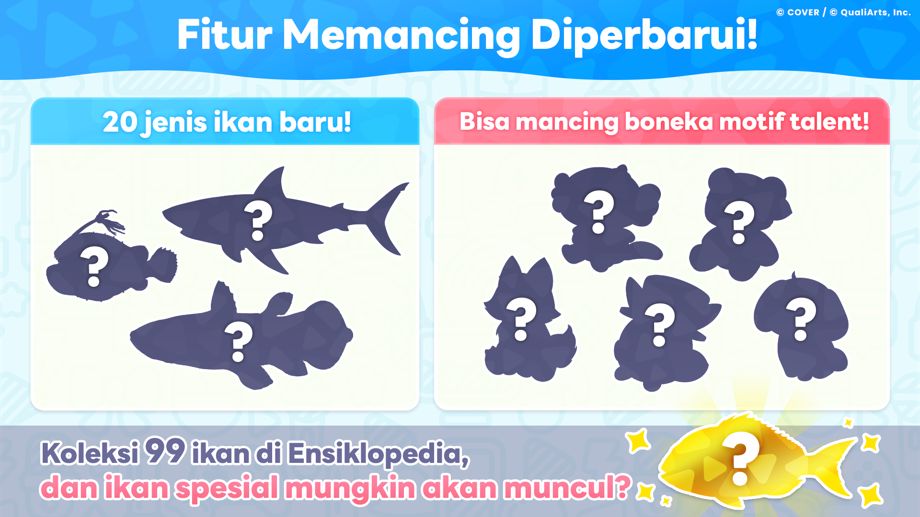 © COVER / © QualiArts, Inc.
Fitur Memancing Diperbarui!
20 jenis ikan baru!
?
?
?
Bisa mancing boneka motif talent!
?
?
?
?
?
Koleksi 99 ikan di Ensiklopedia,
dan ikan spesial mungkin akan muncul?
?